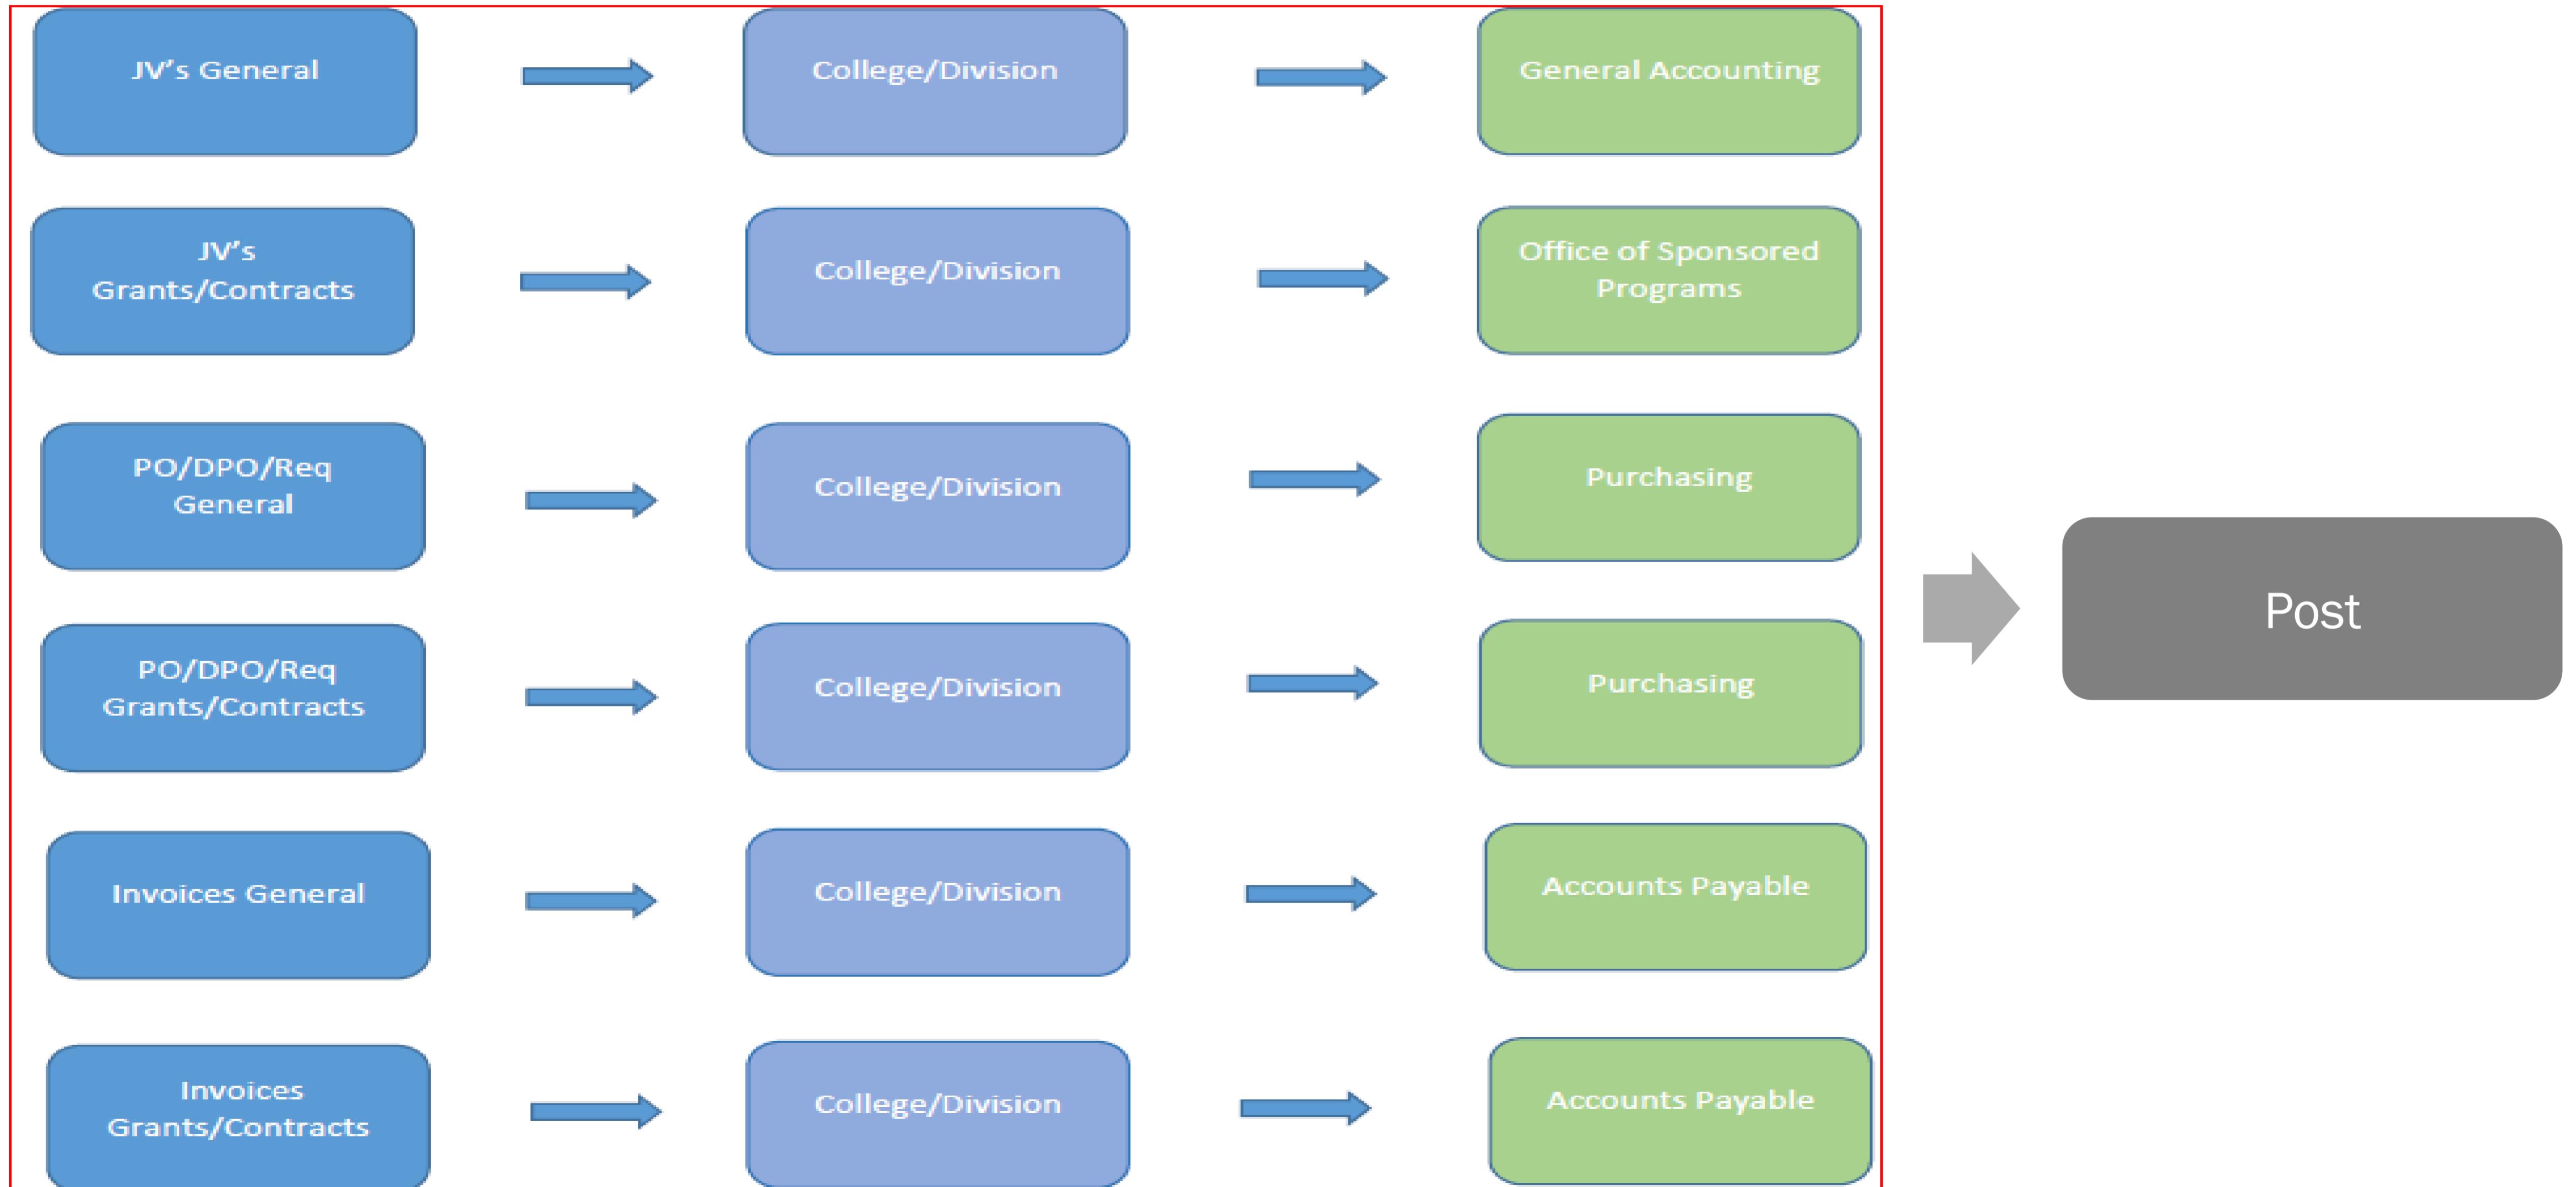 JV's General
College/Division
General Accounting
JV's
Grants/Contracts
College/Division
Office of Sponsored
Programs
PO/DPO/Req
General
College/Division
Purchasing
PO/DPO/Req
Grants/Contracts
College/Division
Purchasing
Post
Invoices General
College/Division
Accounts Payable
Invoices
Grants/Contracts
College/Division
Accounts Payable